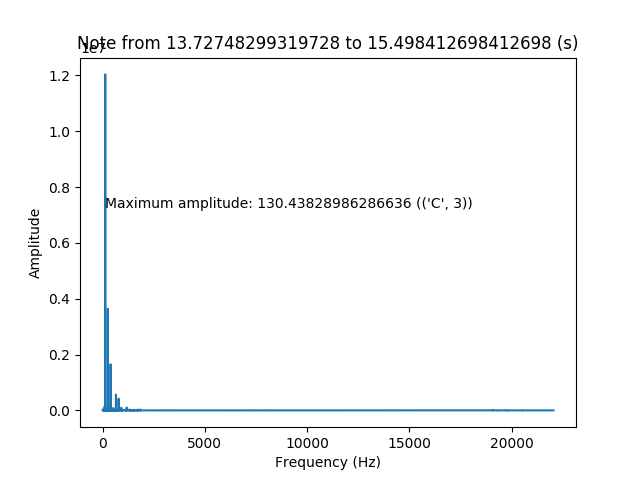 Note from 13.72748299319728 to 15.498412698412698 (s)
1e7
1.2
1.0
0.8
0.6
0.4
0.2
0.0
Amplitude
Maximum amplitude: 130.43828986286636 (('C', 3))
0 5000 10000 15000 20000
Frequency (Hz)